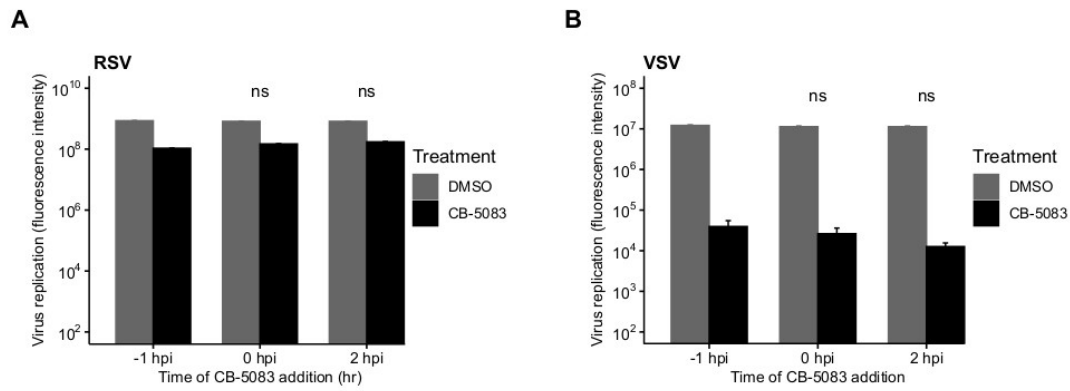 A
RSV
Virus replication (fluorescence intensity)
10^10
10^8
10^6
10^4
10^2
ns
ns
-1 hpi
0 hpi
2 hpi
Time of CB-5083 addition (hr)
Treatment
DMSO
CB-5083
B
VSV
Virus replication (fluorescence intensity)
10^8
10^7
10^6
10^5
10^4
10^3
10^2
ns
ns
-1 hpi
0 hpi
2 hpi
Time of CB-5083 addition
Treatment
DMSO
CB-5083